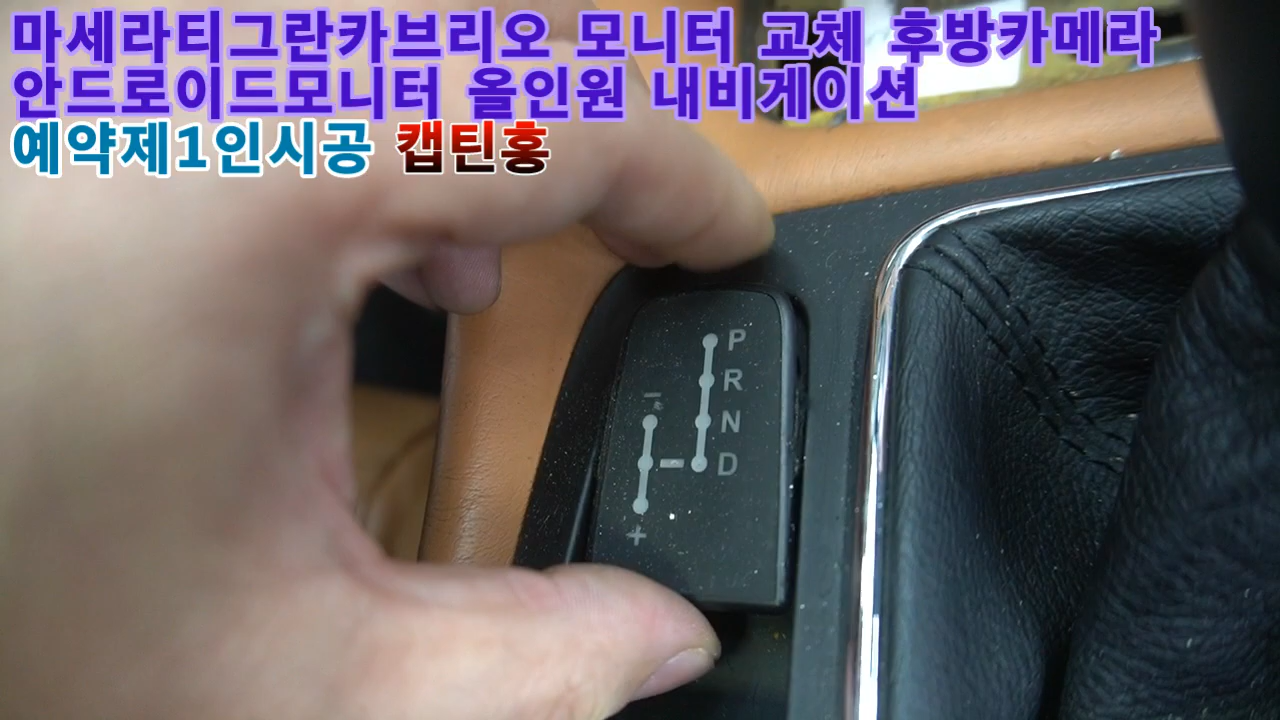 마세라티그란카브리오 모니터 교체 후방카메라
안드로이드모니터 올인원 내비게이션
예약제1인시공 캡틴홍
P
R
− N
D
+